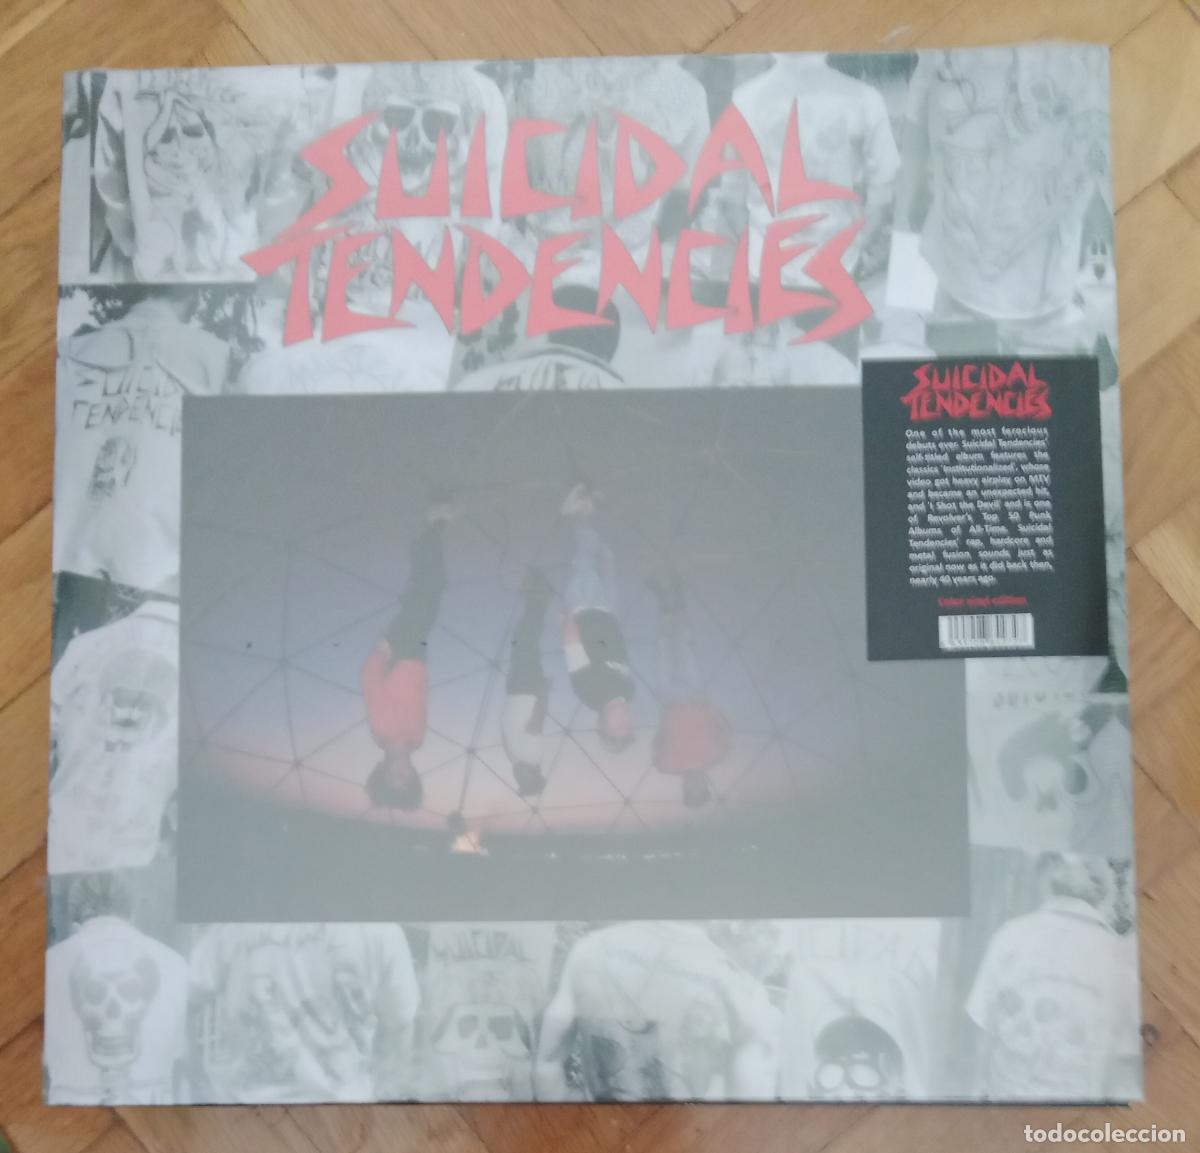 SUICIDAL
TENDENCIES
SUICIDAL
TENDENCIES
One of the most ferocious
debuts ever. Suicidal Tendencies'
self-titled album features the
classics 'Institutionalized', whose
video got heavy airplay on MTV
and became an unexpected hit,
and 'I Shot the Devil' and is one
of Revolver's Top 50 Punk
Albums of All-Time. Suicidal
Tendencies' rap, hardcore and
metal fusion sounds just as
original now as it did back then,
nearly 40 years ago.
Color vinyl edition
SUICIDAL
TENDENCIES
SUICIDAL
todocoleccion